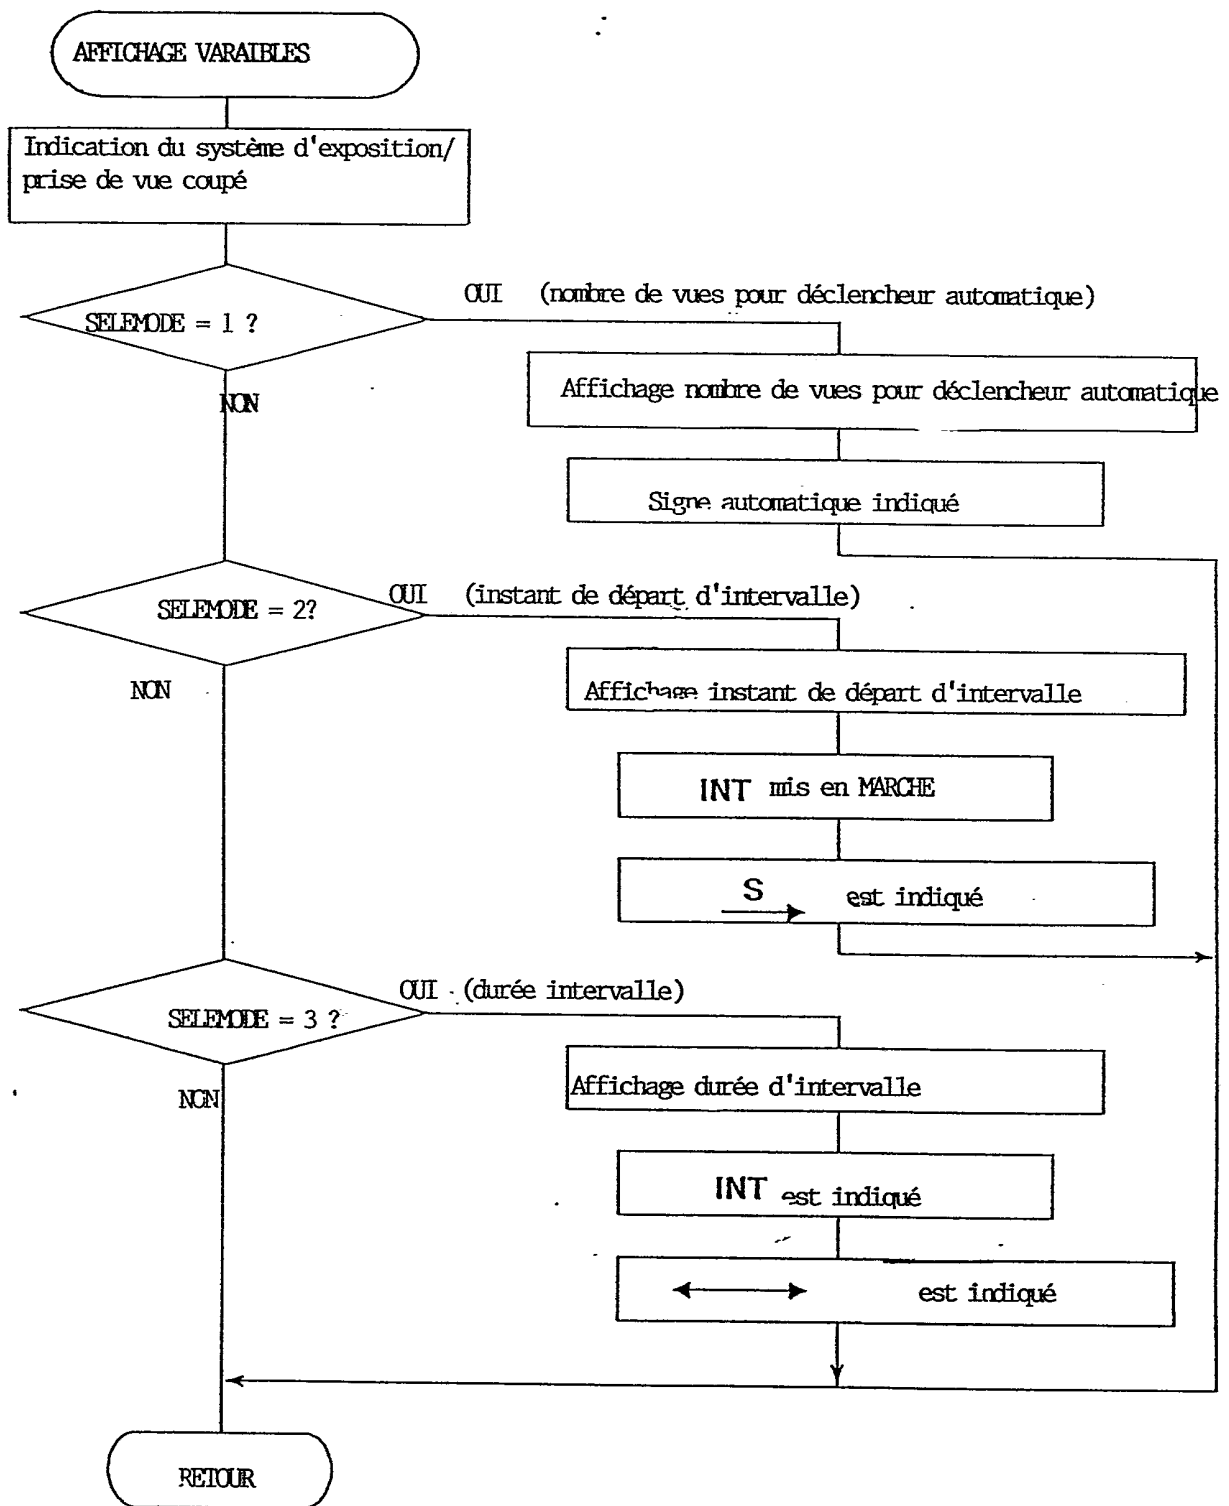 AFFICHAGE VARAIBLES
Indication du système d'exposition/
prise de vue coupé
SELEMODE = 1 ?
OUI (nombre de vues pour déclencheur automatique)
NON
Affichage nombre de vues pour déclencheur automatique
Signe automatique indiqué
SELEMODE = 2?
OUI (instant de départ d'intervalle)
NON
Affichage instant de départ d'intervalle
INT mis en MARCHE
S est indiqué
SELEMODE = 3 ?
OUI (durée intervalle)
NON
Affichage durée d'intervalle
INT est indiqué
est indiqué
RETOUR